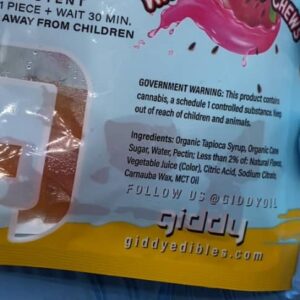 1 PIECE + WAIT 30 MIN.
AWAY FROM CHILDREN
CHEWS
GOVERNMENT WARNING: This product contains
cannabis, a schedule I controlled substance. Keep
out of reach of children and animals.
Ingredients: Organic Tapioca Syrup, Organic Cane
Sugar, Water, Pectin; Less than 2% of: Natural Flavors,
Vegetable Juice (Color), Citric Acid, Sodium Citrate,
Carnauba Wax, MCT Oil
FOLLOW US @GIDDYOIL
giddy
giddyedibles.com